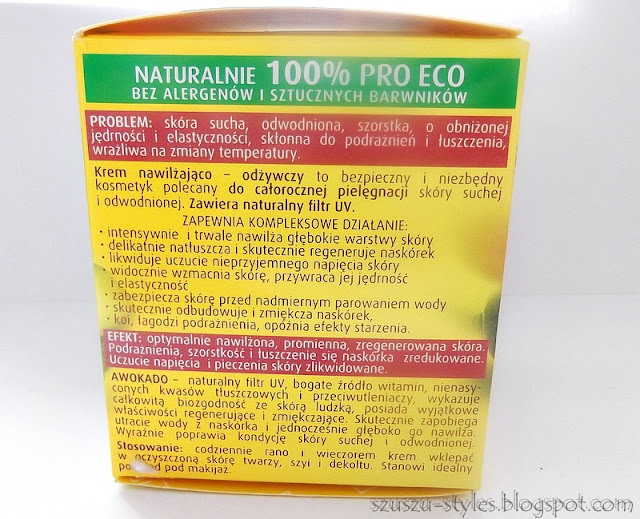 NATURALNIE 100% PRO ECO
BEZ ALERGENÓW I SZTUCZNYCH BARWNIKÓW
PROBLEM: skóra sucha, odwodniona, szorstka, o obniżonej
jędrności i elastyczności, skłonna do podrażnień i łuszczenia,
wrażliwa na zmiany temperatury.
Krem nawilżająco – odżywczy to bezpieczny i niezbędny
kosmetyk polecany do całorocznej pielęgnacji skóry suchej
i odwodnionej. Zawiera naturalny filtr UV.
ZAPEWNIA KOMPLEKSOWE DZIAŁANIE:
• intensywnie i trwale nawilża głębokie warstwy skóry
• delikatnie natłuszcza i skutecznie regeneruje naskórek
• likwiduje uczucie nieprzyjemnego napięcia skóry
• widocznie wzmacnia skórę, przywraca jej jędrność
i elastyczność
• zabezpiecza skórę przed nadmiernym parowaniem wody
• skutecznie odbudowuje i zmiękcza naskórek,
• koi, łagodzi podrażnienia, opóźnia efekty starzenia.
EFEKT: optymalnie nawilżona, promienna, zregenerowana skóra.
Podrażnienia, szorstkość i łuszczenie się naskórka zredukowane.
Uczucie napięcia i pieczenia skóry zlikwidowane.
AWOKADO – naturalny filtr UV, bogate źródło witamin, nienasy-
conych kwasów tłuszczowych i przeciwutleniaczy, wykazuje
całkowitą biozgodność ze skórą ludzką, posiada wyjątkowe
właściwości regenerujące i zmiękczające. Skutecznie zapobiega
utracie wody z naskórka i jednocześnie głęboko go nawilża.
Wyraźnie poprawia kondycję skóry suchej i odwodnionej.
Stosowanie: codziennie rano i wieczorem krem wklepać
w oczyszczoną skórę twarzy, szyi i dekoltu. Stanowi idealny
pod makijaż.
szuszu-styles.blogspot.com